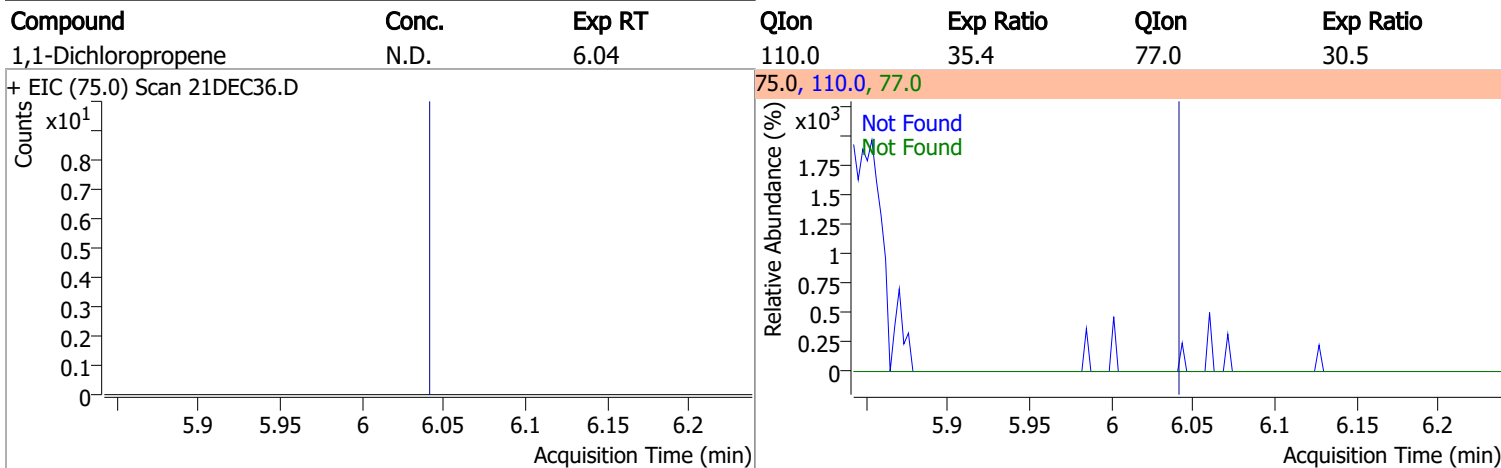 Compound Conc. Exp RT QIon Exp Ratio QIon Exp Ratio
1,1-Dichloropropene N.D. 6.04 110.0 35.4 77.0 30.5
+ EIC (75.0) Scan 21DEC36.D
Counts
x10¹
0.8
0.7
0.6
0.5
0.4
0.3
0.2
0.1
0
5.9 5.95 6 6.05 6.1 6.15 6.2
Acquisition Time (min)
75.0, 110.0, 77.0
Relative Abundance (%)
x10³
Not Found
Not Found
1.75
1.5
1.25
1
0.75
0.5
0.25
0
5.9 5.95 6 6.05 6.1 6.15 6.2
Acquisition Time (min)